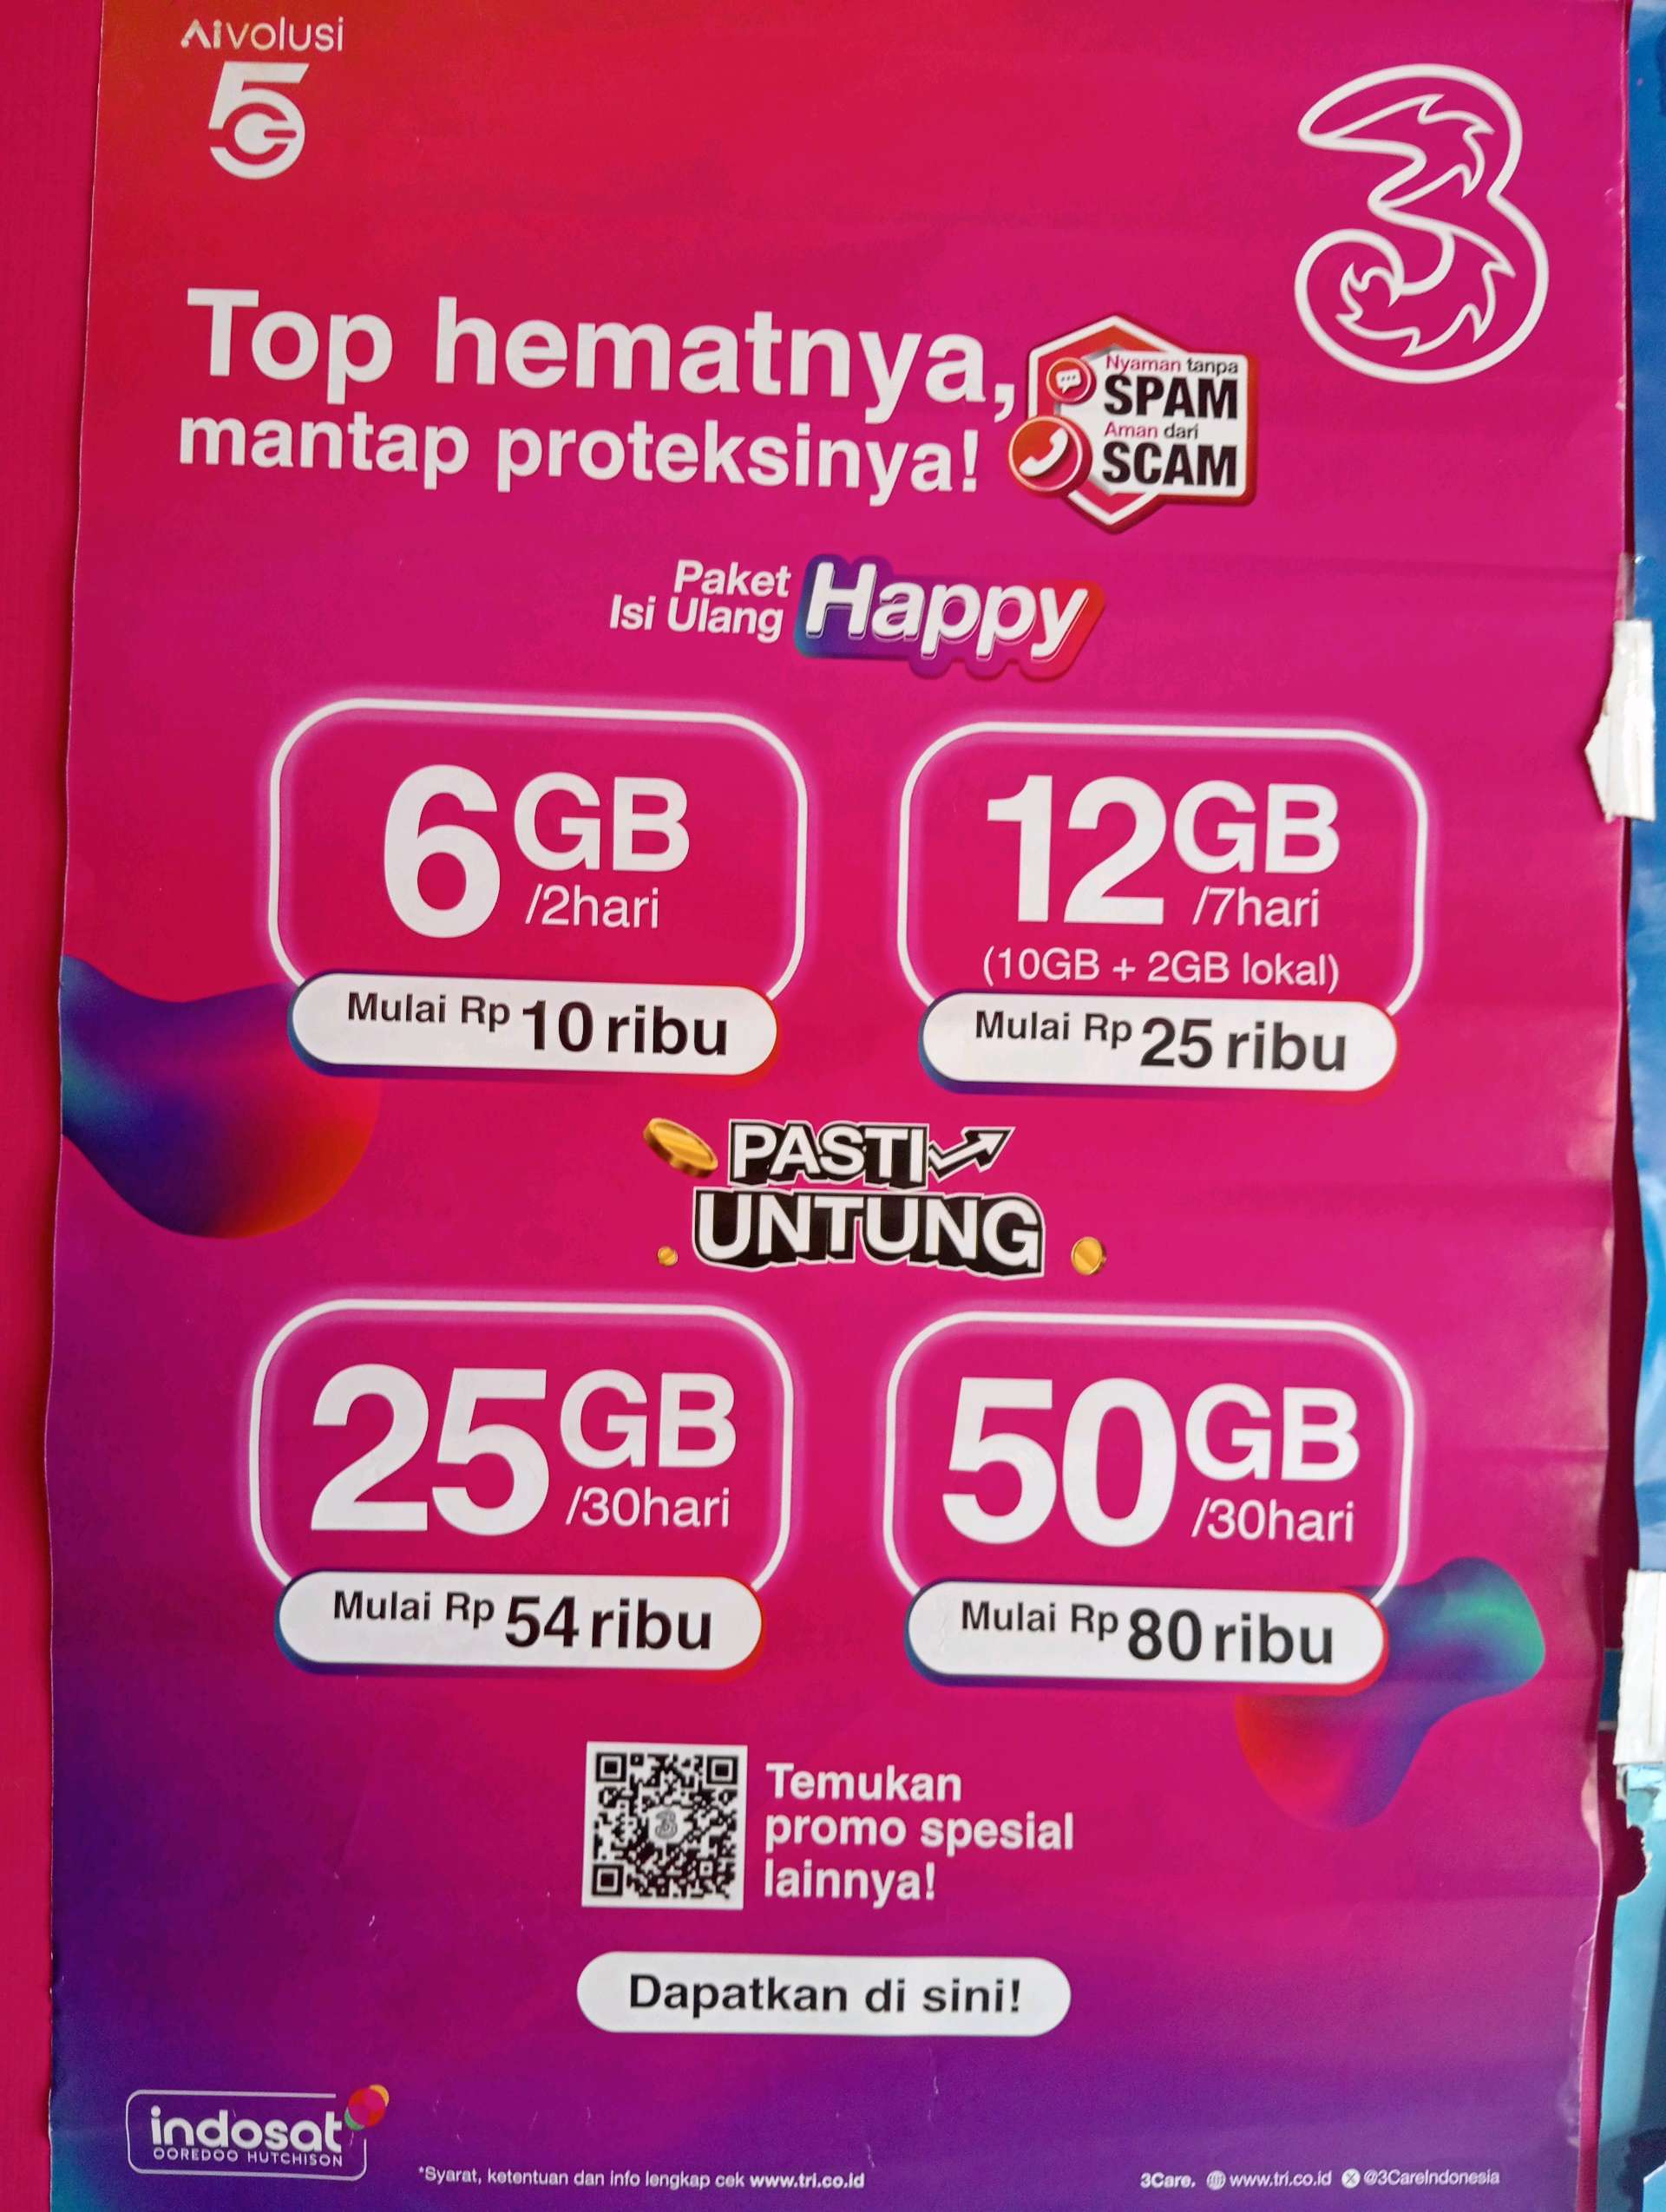 AIVOLUSI
5G
3
Top hematnya,
mantap proteksinya!
Nyaman tanpa
SPAM
Aman dari
SCAM
Paket
Isi Ulang
Happy
6GB
/2hari
Mulai Rp 10 ribu
12GB
/7hari
(10GB + 2GB lokal)
Mulai Rp 25 ribu
PASTI
UNTUNG
25GB
/30hari
Mulai Rp 54 ribu
50GB
/30hari
Mulai Rp 80 ribu
3
Temukan
promo spesial
lainnya!
Dapatkan di sini!
indosat
OOREDOO HUTCHISON
*Syarat, ketentuan dan info lengkap cek www.tri.co.id
3Care. www.tri.co.id @3CareIndonesia